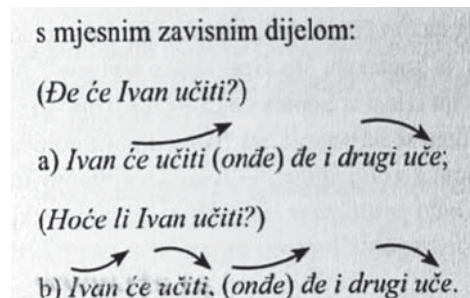 s mjesnim zavisnim dijelom:
(Đe će Ivan učiti?)
a) Ivan će učiti (onđe) đe i drugi uče;
(Hoće li Ivan učiti?)
b) Ivan će učiti, (onđe) đe i drugi uče.